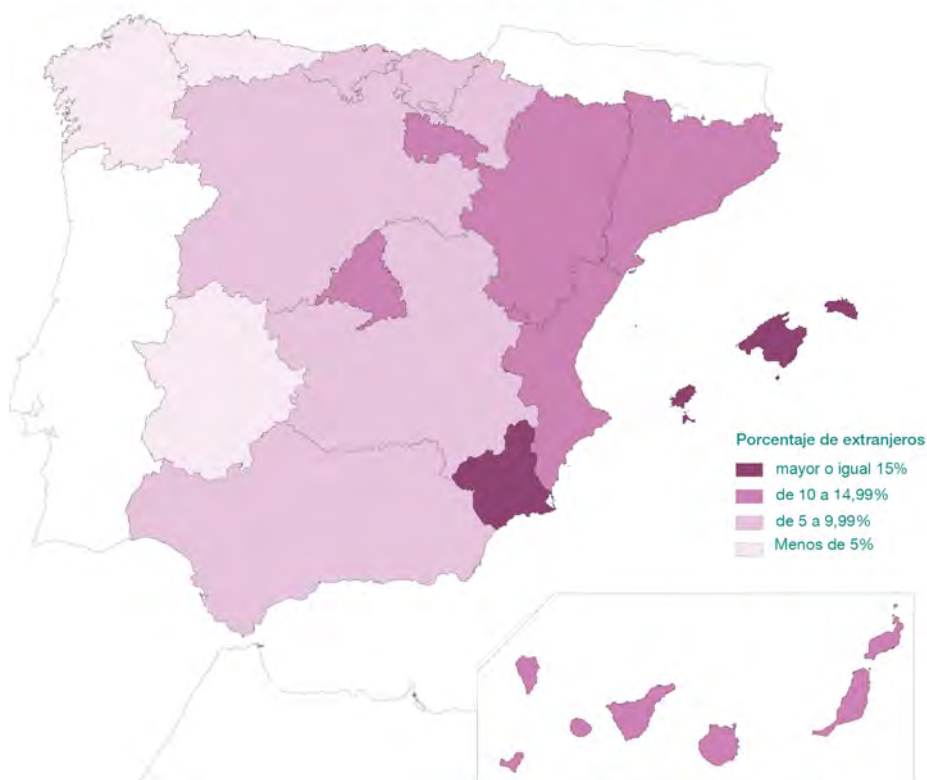 Porcentaje de extranjeros
mayor o igual 15%
de 10 a 14,99%
de 5 a 9,99%
Menos de 5%